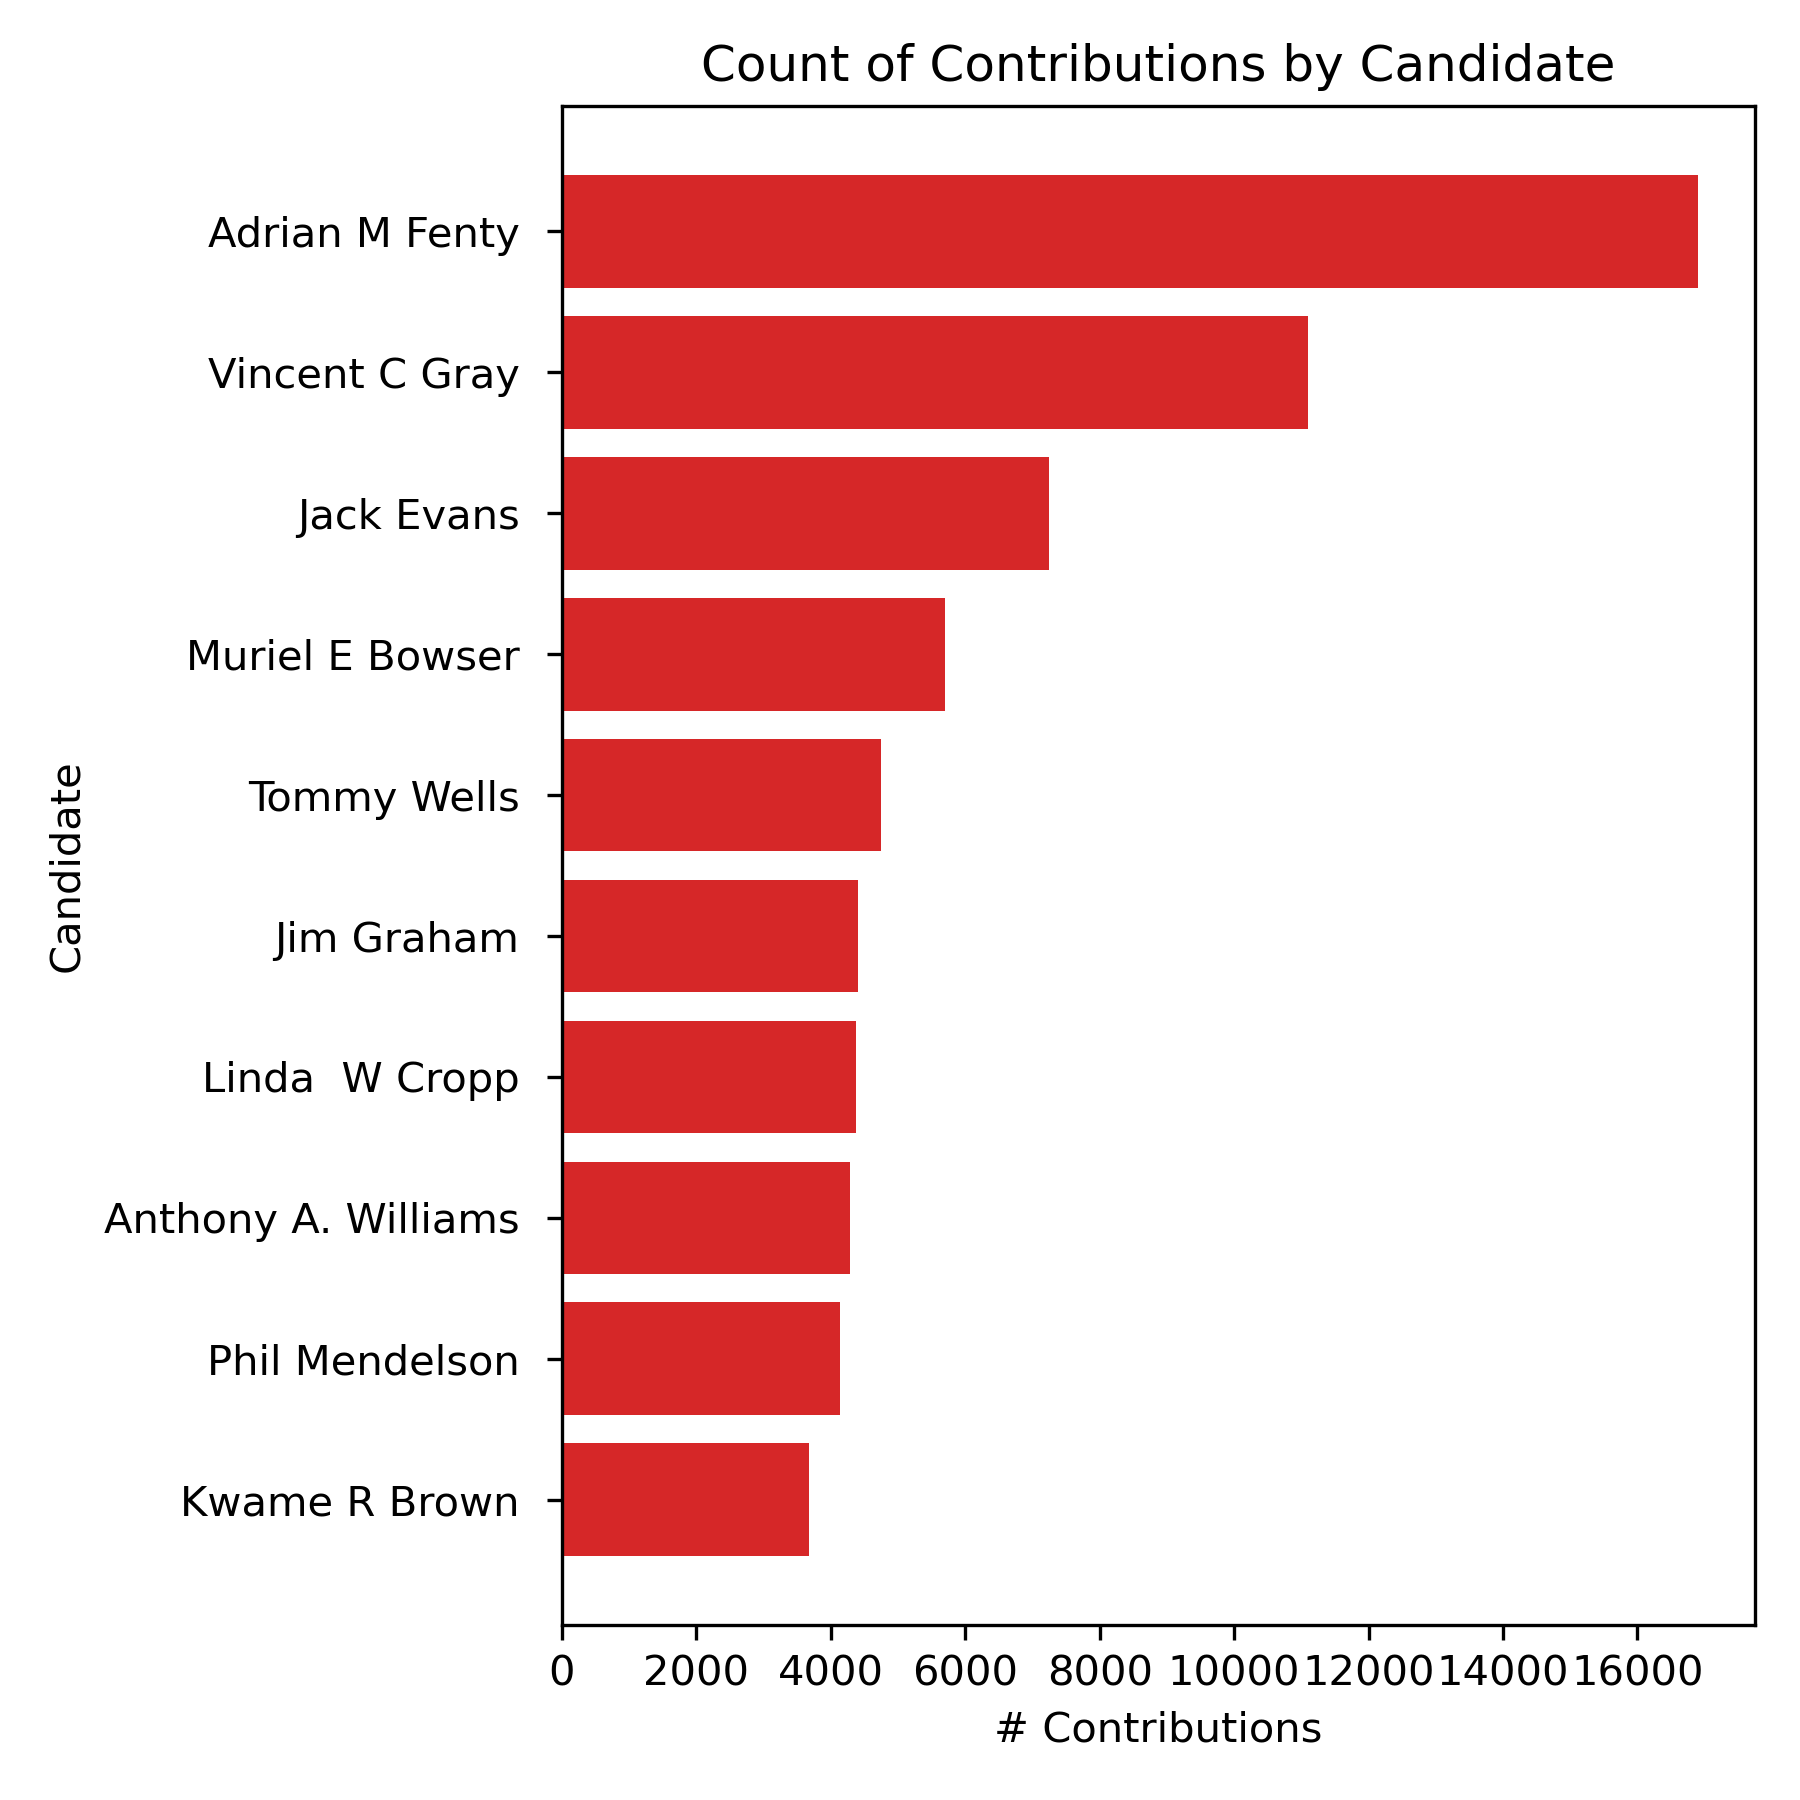 Count of Contributions by Candidate
Adrian M Fenty
Vincent C Gray
Jack Evans
Muriel E Bowser
Tommy Wells
Jim Graham
Linda  W Cropp
Anthony A. Williams
Phil Mendelson
Kwame R Brown
Candidate
0 2000 4000 6000 8000 10000 12000 14000 16000
# Contributions